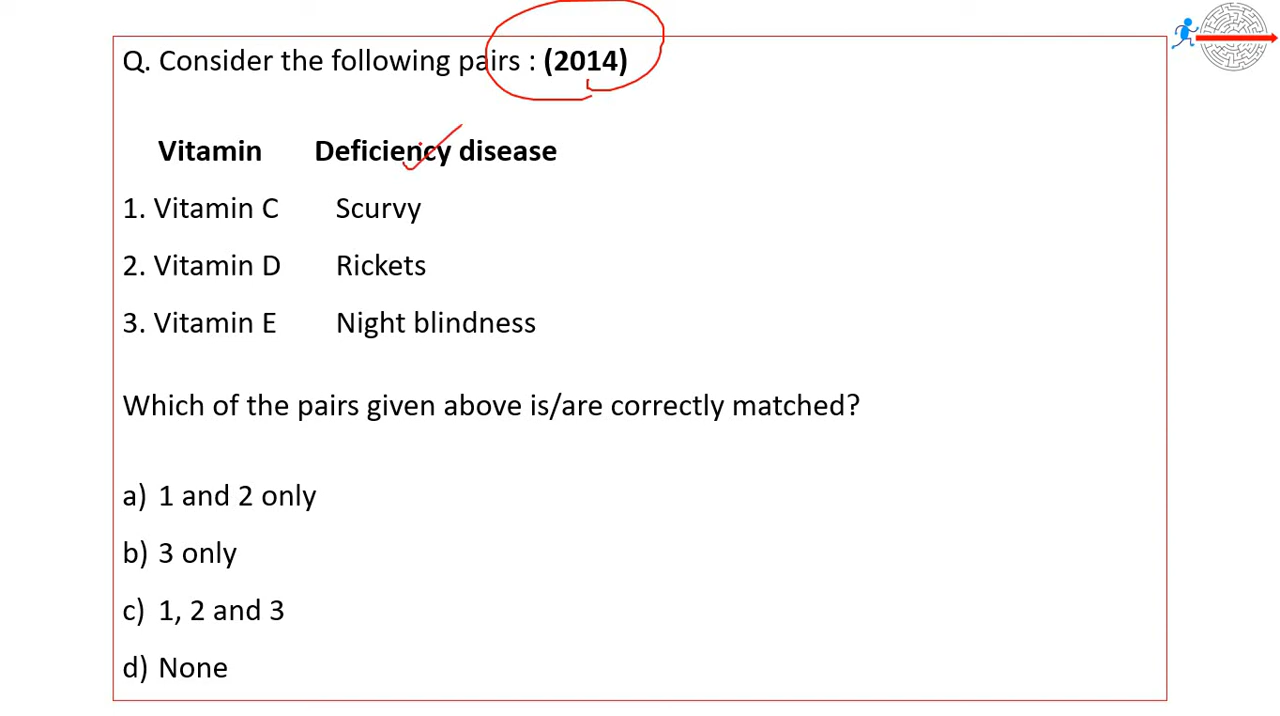 Q. Consider the following pairs : (2014)
Vitamin Deficiency disease
1. Vitamin C Scurvy
2. Vitamin D Rickets
3. Vitamin E Night blindness
Which of the pairs given above is/are correctly matched?
a) 1 and 2 only
b) 3 only
c) 1, 2 and 3
d) None